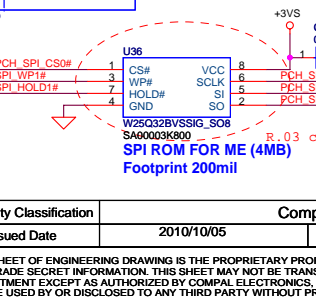 +3VS
U36
PCH_SPI_CS0# 1 CS# VCC 8
SPI_WP1# 3 WP# SCLK 6 PCH_S
SPI_HOLD1# 7 HOLD# SI 5 PCH_S
4 GND SO 2 PCH_S
1
W25Q32BVSSIG_SO8
SA00003K800
R.03 c
SPI ROM FOR ME (4MB)
Footprint 200mil
ty Classification Comp
sued Date 2010/10/05
SHEET OF ENGINEERING DRAWING IS THE PROPRIETARY PROP
RADE SECRET INFORMATION. THIS SHEET MAY NOT BE TRANS
TMENT EXCEPT AS AUTHORIZED BY COMPAL ELECTRONICS,
E USED BY OR DISCLOSED TO ANY THIRD PARTY WITHOUT PR